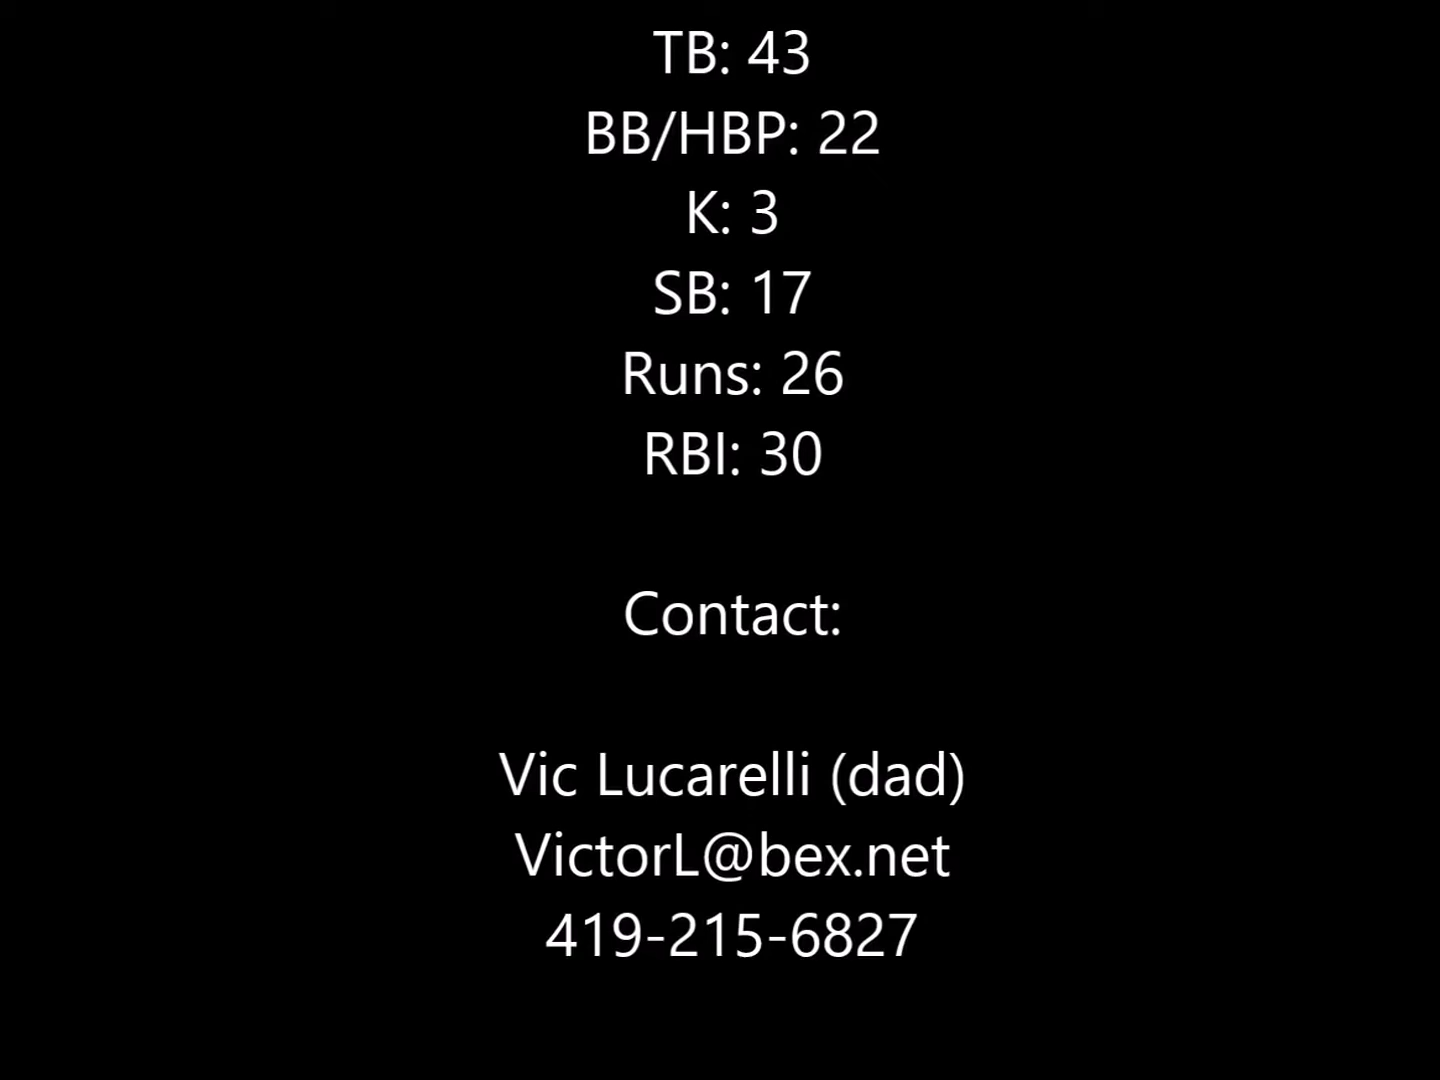 TB: 43
BB/HBP: 22
K: 3
SB: 17
Runs: 26
RBI: 30
Contact:
Vic Lucarelli (dad)
VictorL@bex.net
419-215-6827